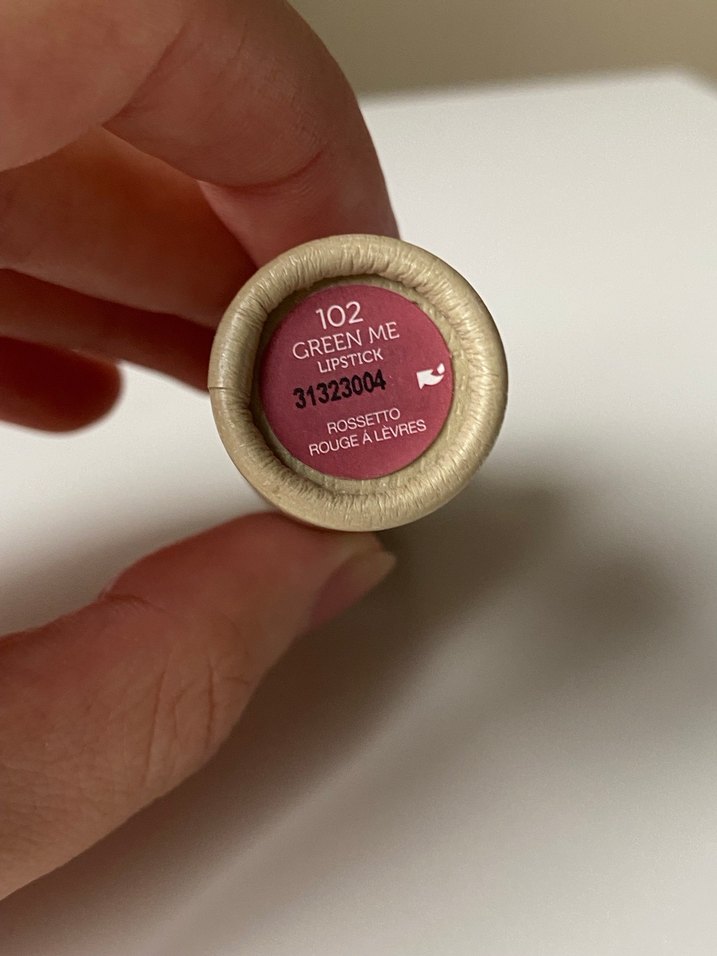 102
GREEN ME
LIPSTICK
31323004
ROSSETTO
ROUGE Á LÈVRES